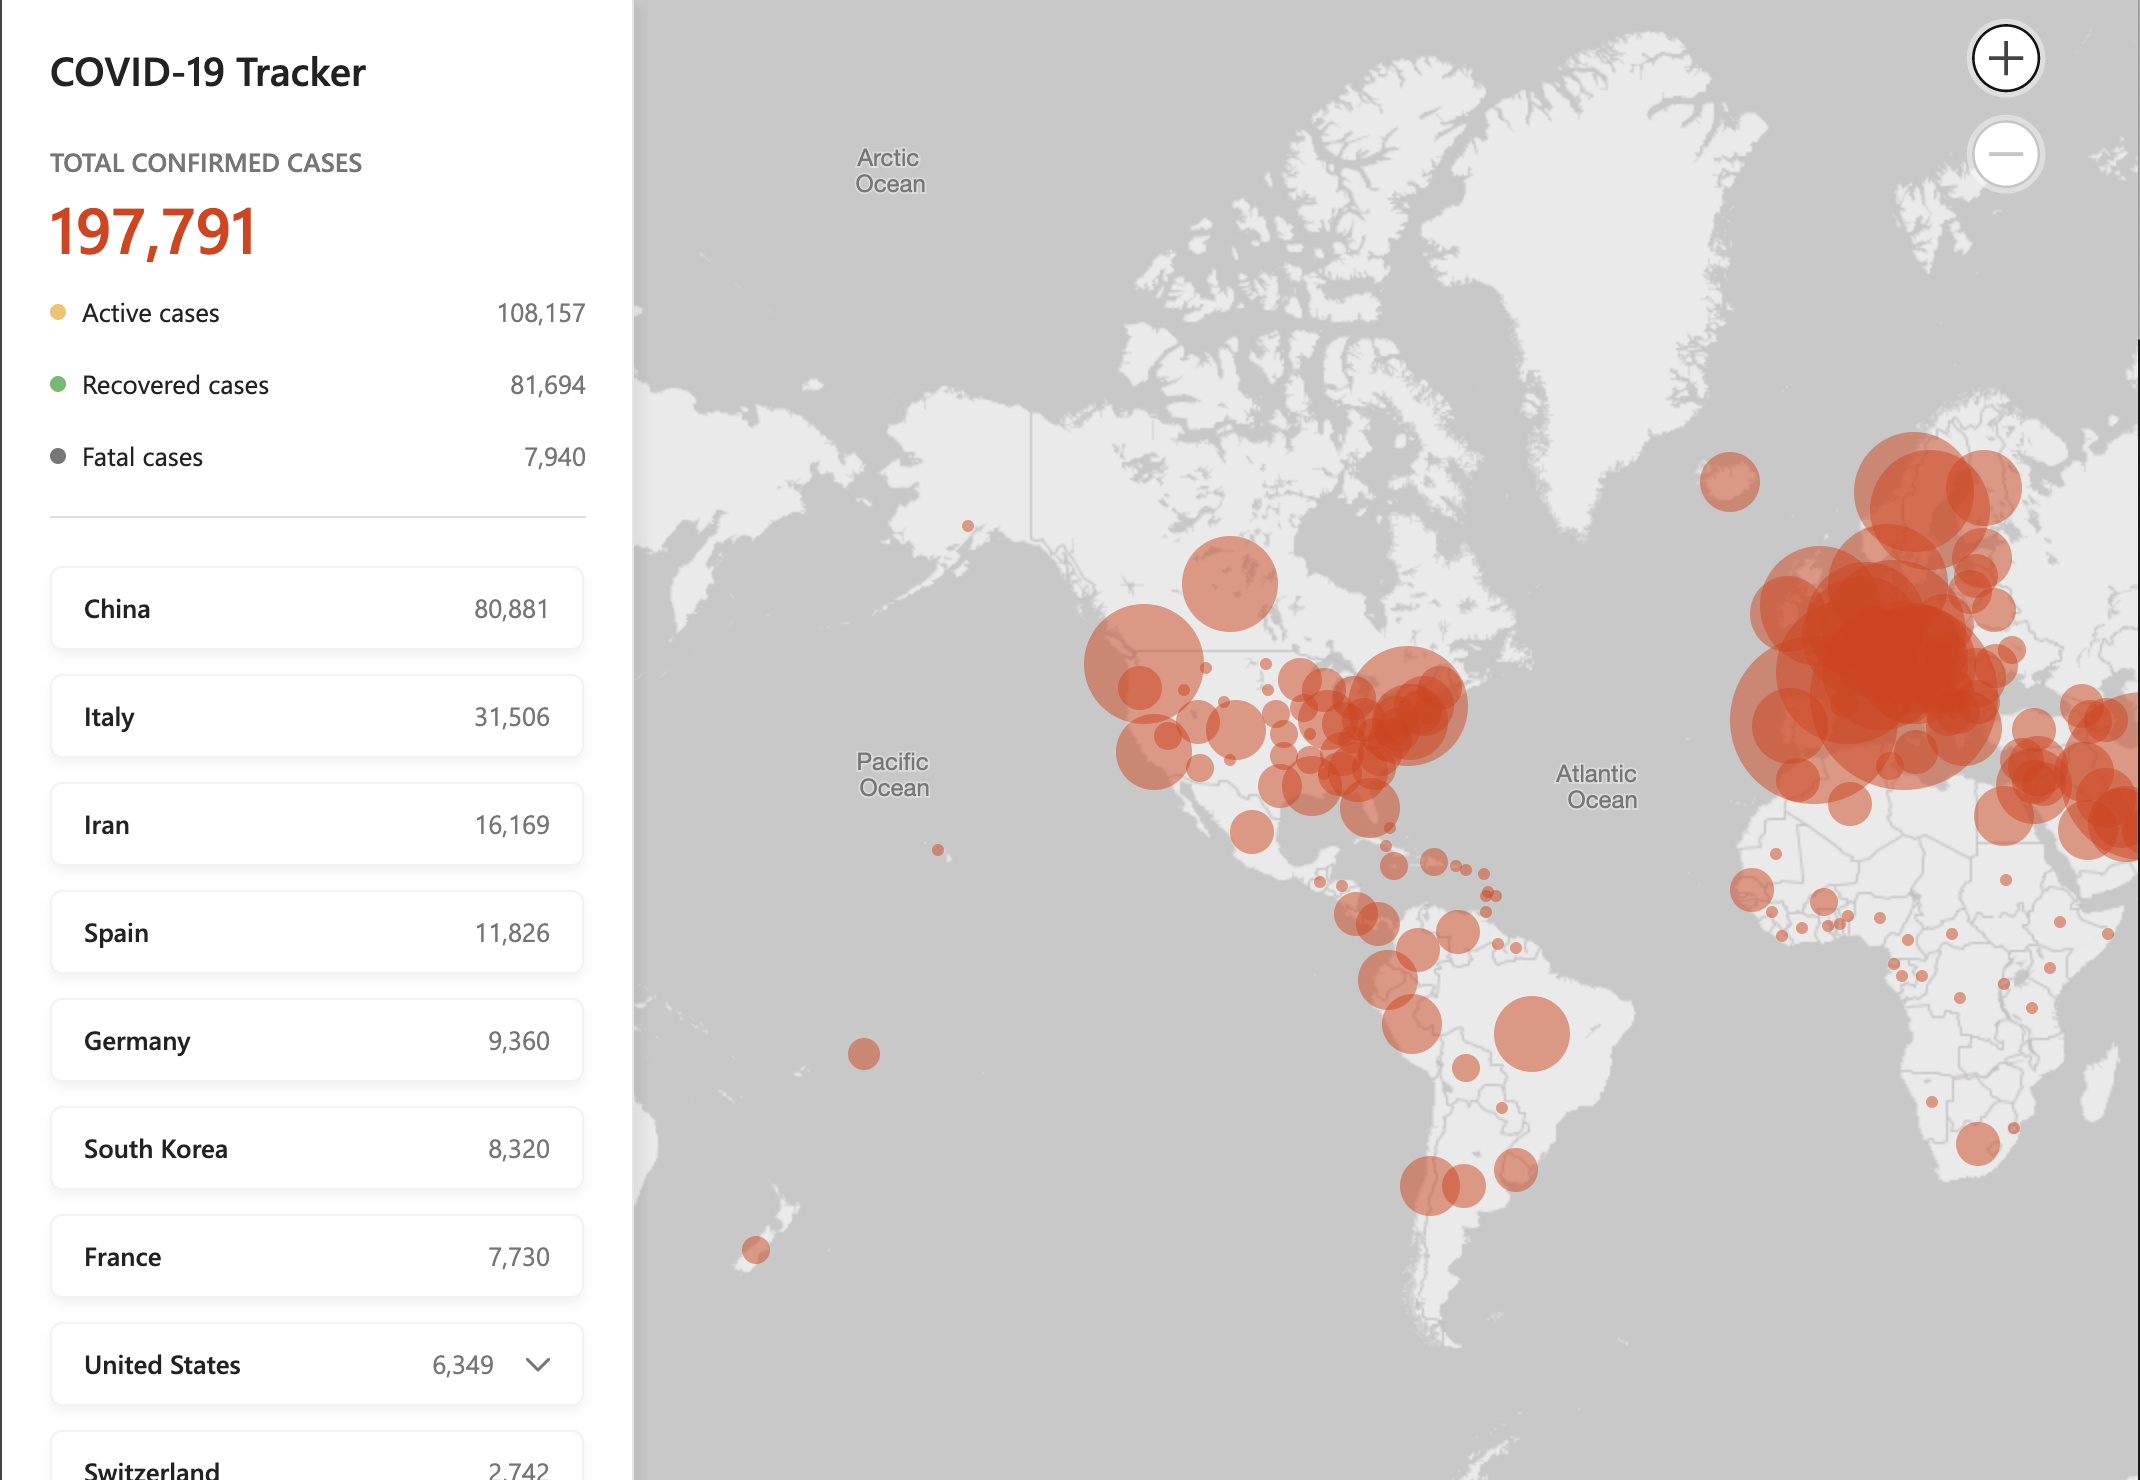 COVID-19 Tracker
TOTAL CONFIRMED CASES
197,791
Active cases 108,157
Recovered cases 81,694
Fatal cases 7,940
China 80,881
Italy 31,506
Iran 16,169
Spain 11,826
Germany 9,360
South Korea 8,320
France 7,730
United States 6,349
Switzerland 2,742
Arctic
Ocean
Pacific
Ocean
Atlantic
Ocean